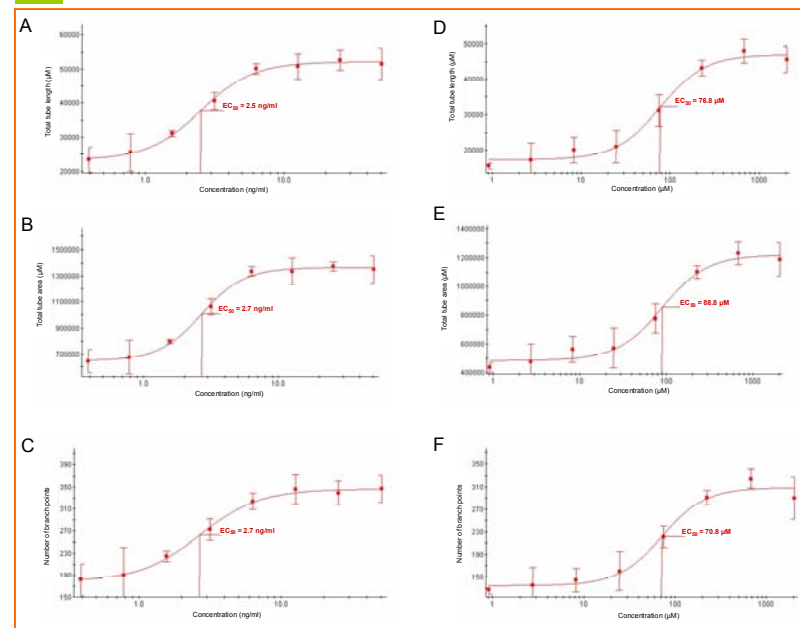 A
60000
50000
40000
30000
20000
Total tube length (µM)
EC50 = 2.5 ng/ml
1.0
10.0
Concentration (ng/ml)
B
1500000
1300000
1100000
900000
700000
Total tube area (µM)
EC50 = 2.7 ng/ml
1.0
10.0
Concentration (ng/ml)
C
390
350
310
270
230
190
150
Number of branch points
EC50 = 2.7 ng/ml
1.0
10.0
Concentration (ng/ml)
D
50000
40000
30000
20000
Total tube length (µM)
EC50 = 76.8 µM
1
10
100
1000
Concentration (µM)
E
1400000
1200000
1000000
800000
600000
400000
Total tube area (µM)
EC50 = 88.8 µM
1
10
100
1000
Concentration (µM)
F
350
310
270
230
190
150
Number of branch points
EC50 = 70.8 µM
1
10
100
1000
Concentration (µM)